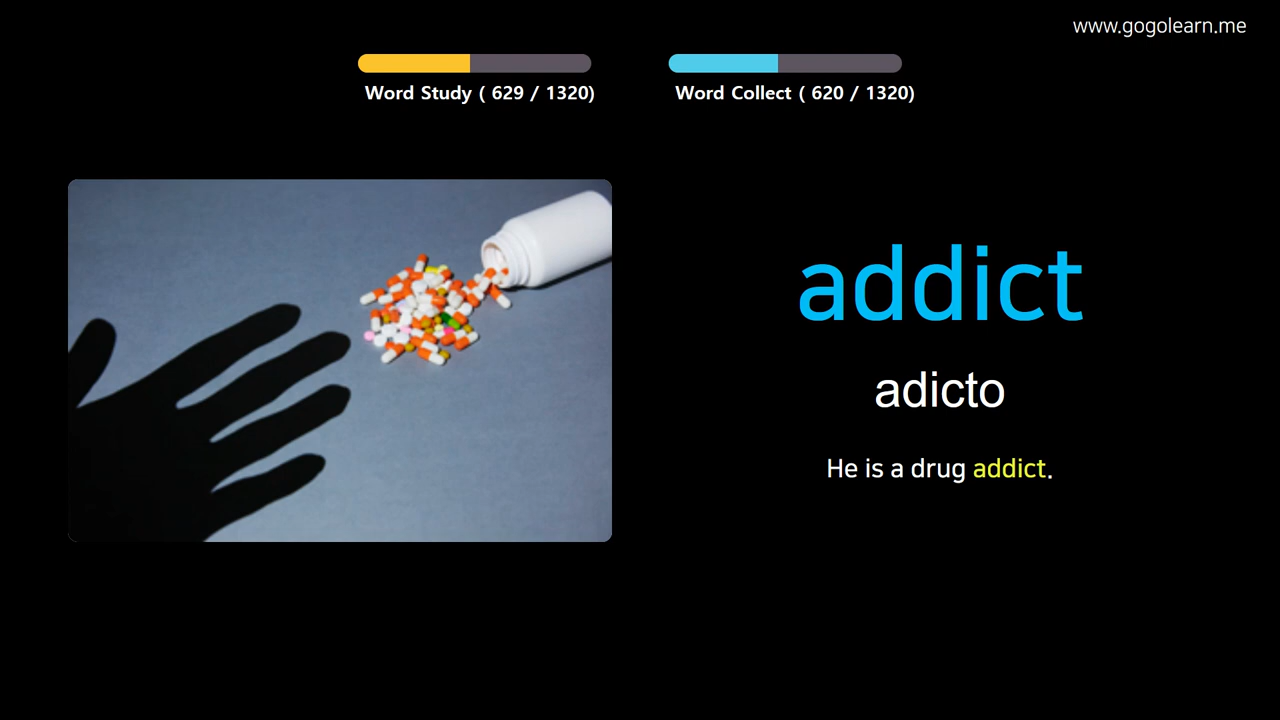 www.gogolearn.me
Word Study ( 629 / 1320)
Word Collect ( 620 / 1320)
addict
adicto
He is a drug addict.